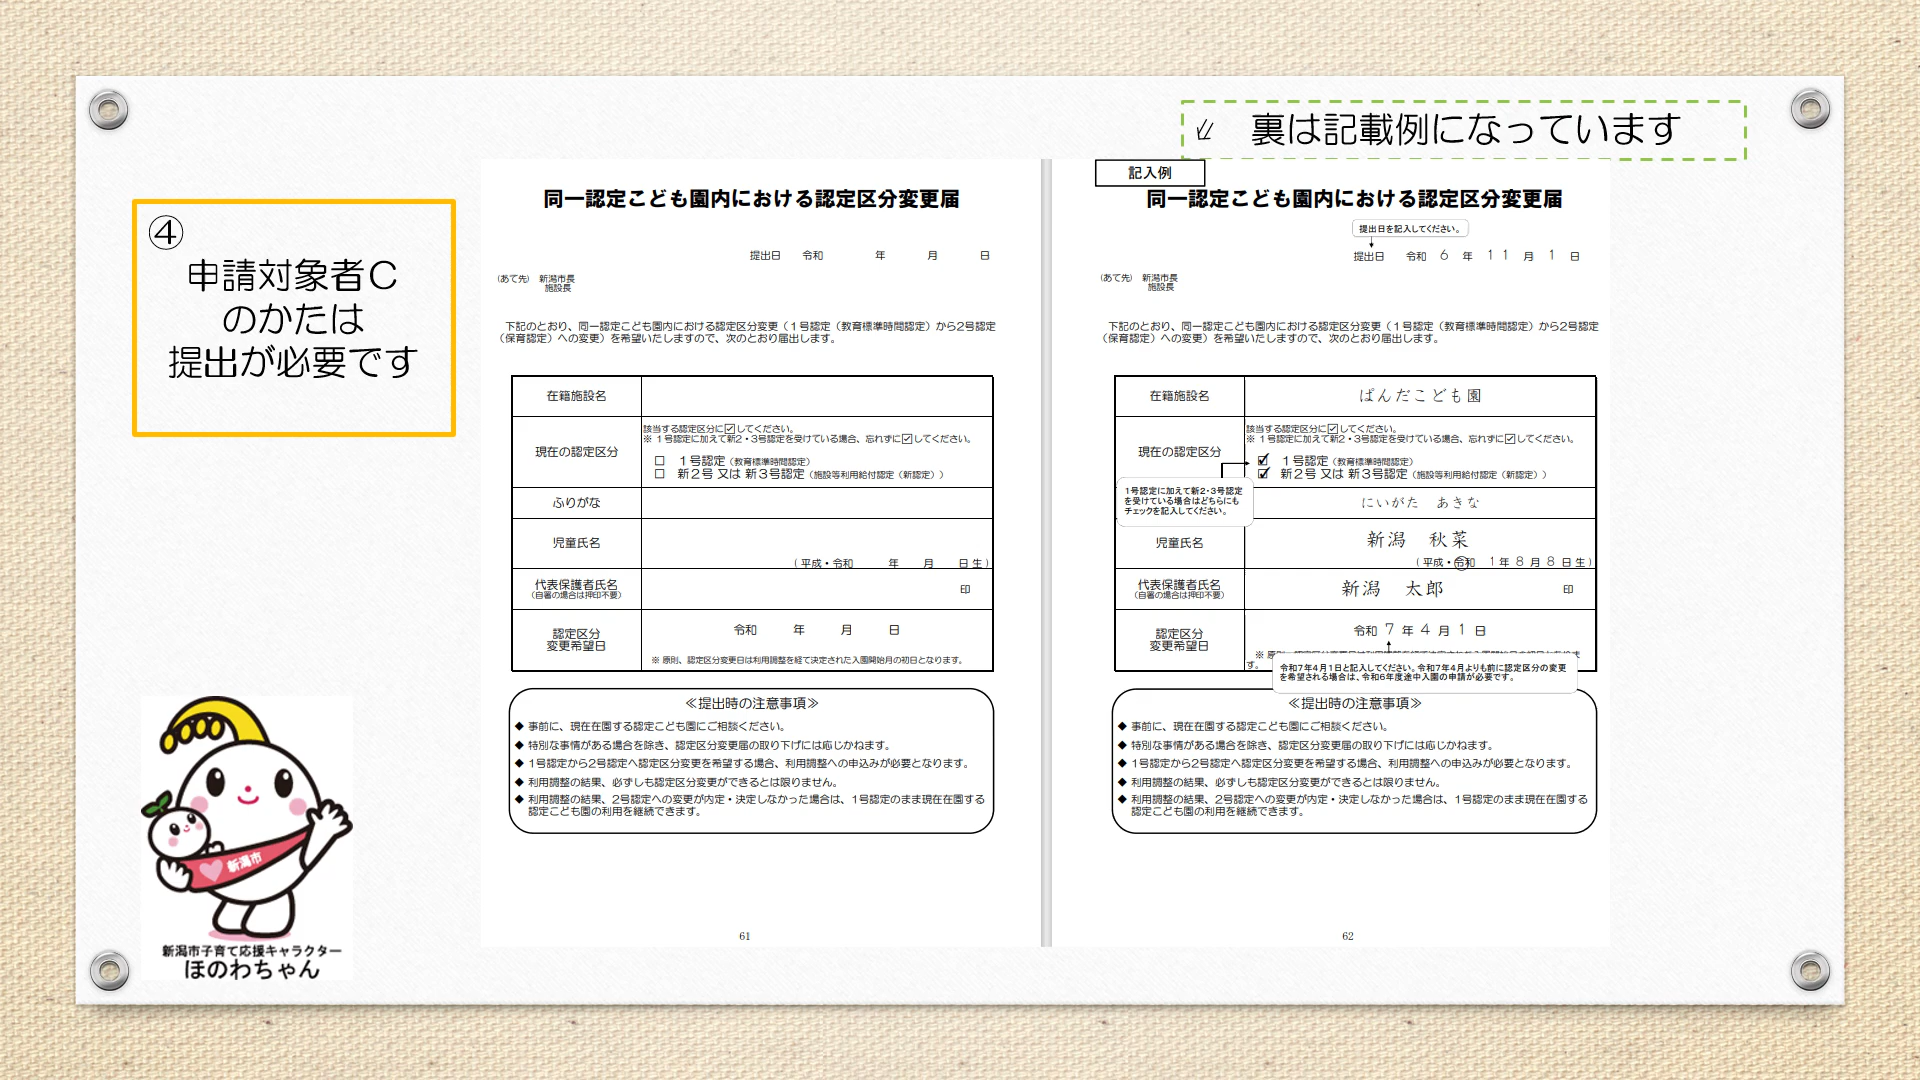 ⇙　裏は記載例になっています
④
申請対象者C
のかたは
提出が必要です
同一認定こども園内における認定区分変更届
提出日　令和　　年　　月　　日
(あて先)　新潟市長
施設長
下記のとおり、同一認定こども園内における認定区分変更（1号認定（教育標準時間認定）から2号認定
（保育認定）への変更）を希望いたしますので、次のとおり届出します。
在籍施設名
現在の認定区分
該当する認定区分に☑してください。
※ 1号認定に加えて新2・3号認定を受けている場合、忘れずに☑してください。
□　1号認定（教育標準時間認定）
□　新2号 又は 新3号認定（施設等利用給付認定（新認定））
ふりがな
児童氏名
（ 平成・令和　　年　　月　　日 生 ）
代表保護者氏名
（自署の場合は押印不要）
印
認定区分
変更希望日
令和　　年　　月　　日
※ 原則、認定区分変更日は利用調整を経て決定された入園開始月の初日となります。
≪提出時の注意事項≫
◆ 事前に、現在在園する認定こども園にご相談ください。
◆ 特別な事情がある場合を除き、認定区分変更届の取り下げには応じかねます。
◆ 1号認定から2号認定へ認定区分変更を希望する場合、利用調整への申込みが必要となります。
◆ 利用調整の結果、必ずしも認定区分変更ができるとは限りません。
◆ 利用調整の結果、2号認定への変更が内定・決定しなかった場合は、1号認定のまま現在在園する
認定こども園の利用を継続できます。
61
記入例
同一認定こども園内における認定区分変更届
提出日を記入してください。
提出日　令和　6　年　11　月　1　日
(あて先)　新潟市長
施設長
下記のとおり、同一認定こども園内における認定区分変更（1号認定（教育標準時間認定）から2号認定
（保育認定）への変更）を希望いたしますので、次のとおり届出します。
在籍施設名
ぱんだこども園
現在の認定区分
該当する認定区分に☑してください。
※ 1号認定に加えて新2・3号認定を受けている場合、忘れずに☑してください。
☑　1号認定（教育標準時間認定）
☑　新2号 又は 新3号認定（施設等利用給付認定（新認定））
1号認定に加えて新2・3号認定
を受けている場合はどちらにも
チェックを記入してください。
にいがた　あきな
児童氏名
新潟　秋菜
（ 平成・令和　1 年 8 月 8 日 生 ）
代表保護者氏名
（自署の場合は押印不要）
新潟　太郎
印
認定区分
変更希望日
令和 7 年 4 月 1 日
※ 原
す。
令和7年4月1日と記入してください。令和7年4月よりも前に認定区分の変更
を希望される場合は、令和6年度途中入園の申請が必要です。
≪提出時の注意事項≫
◆ 事前に、現在在園する認定こども園にご相談ください。
◆ 特別な事情がある場合を除き、認定区分変更届の取り下げには応じかねます。
◆ 1号認定から2号認定へ認定区分変更を希望する場合、利用調整への申込みが必要となります。
◆ 利用調整の結果、必ずしも認定区分変更ができるとは限りません。
◆ 利用調整の結果、2号認定への変更が内定・決定しなかった場合は、1号認定のまま現在在園する
認定こども園の利用を継続できます。
62
新潟市
新潟市子育て応援キャラクター
ほのわちゃん